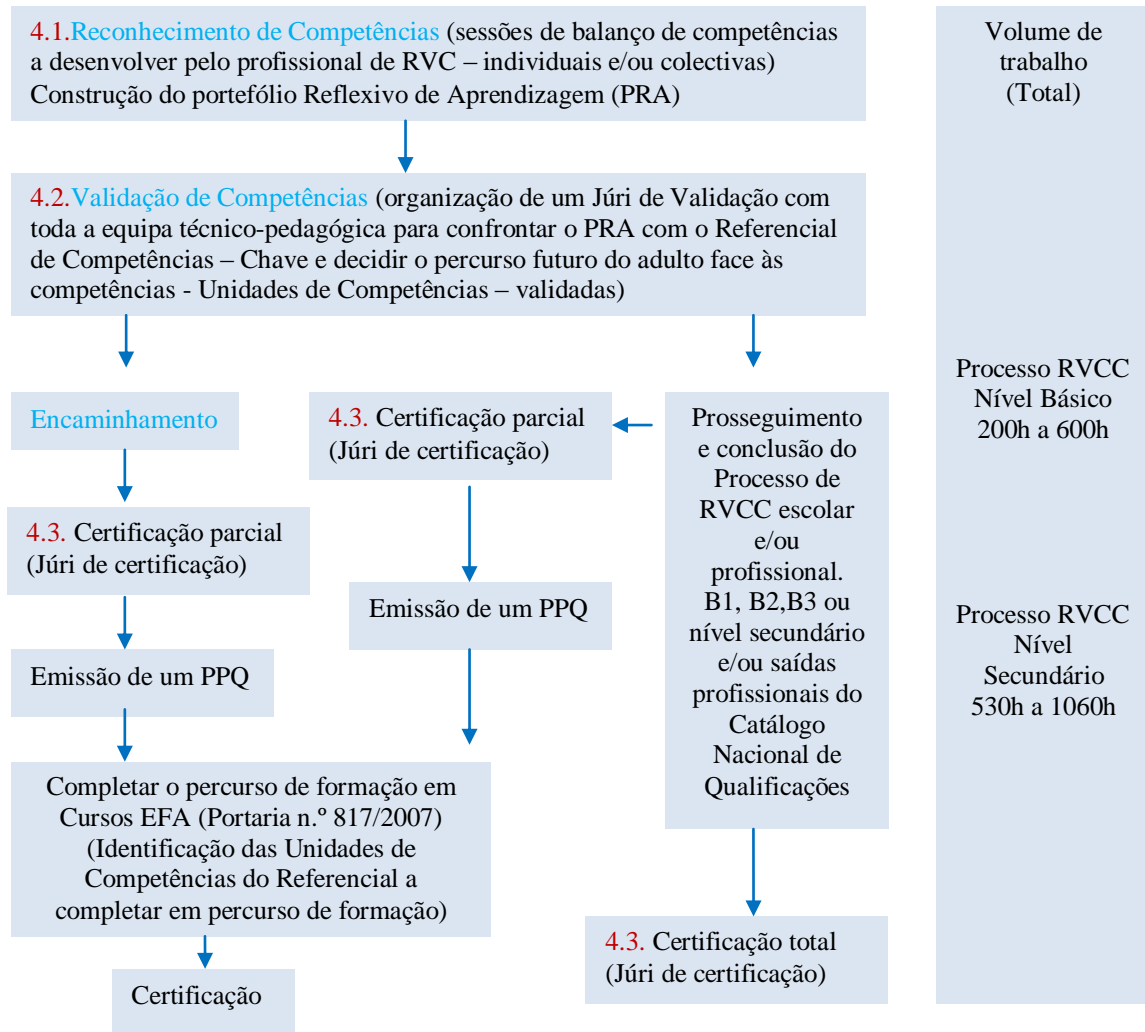 4.1.Reconhecimento de Competências (sessões de balanço de competências
a desenvolver pelo profissional de RVC – individuais e/ou colectivas)
Construção do portefólio Reflexivo de Aprendizagem (PRA)
4.2.Validação de Competências (organização de um Júri de Validação com
toda a equipa técnico-pedagógica para confrontar o PRA com o Referencial
de Competências – Chave e decidir o percurso futuro do adulto face às
competências - Unidades de Competências – validadas)
Encaminhamento
4.3. Certificação parcial
(Júri de certificação)
Emissão de um PPQ
4.3. Certificação parcial
(Júri de certificação)
Emissão de um PPQ
Completar o percurso de formação em
Cursos EFA (Portaria n.º 817/2007)
(Identificação das Unidades de
Competências do Referencial a
completar em percurso de formação)
Certificação
Prosseguimento
e conclusão do
Processo de
RVCC escolar
e/ou
profissional.
B1, B2,B3 ou
nível secundário
e/ou saídas
profissionais do
Catálogo
Nacional de
Qualificações
4.3. Certificação total
(Júri de certificação)
Volume de
trabalho
(Total)
Processo RVCC
Nível Básico
200h a 600h
Processo RVCC
Nível
Secundário
530h a 1060h